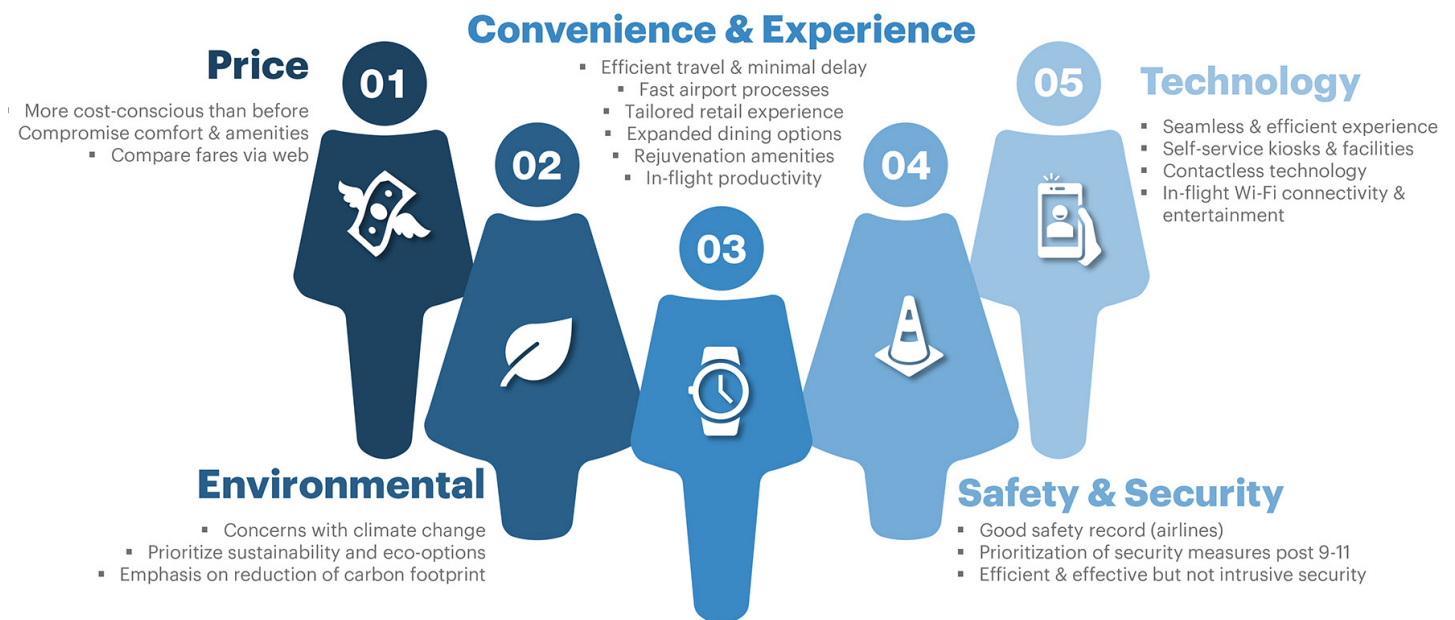 Price
01
More cost-conscious than before
Compromise comfort & amenities
▪ Compare fares via web
02
Environmental
▪ Concerns with climate change
▪ Prioritize sustainability and eco-options
▪ Emphasis on reduction of carbon footprint
Convenience & Experience
▪ Efficient travel & minimal delay
▪ Fast airport processes
▪ Tailored retail experience
▪ Expanded dining options
▪ Rejuvenation amenities
▪ In-flight productivity
03
04
Safety & Security
▪ Good safety record (airlines)
▪ Prioritization of security measures post 9-11
▪ Efficient & effective but not intrusive security
05
Technology
▪ Seamless & efficient experience
▪ Self-service kiosks & facilities
▪ Contactless technology
▪ In-flight Wi-Fi connectivity &
entertainment